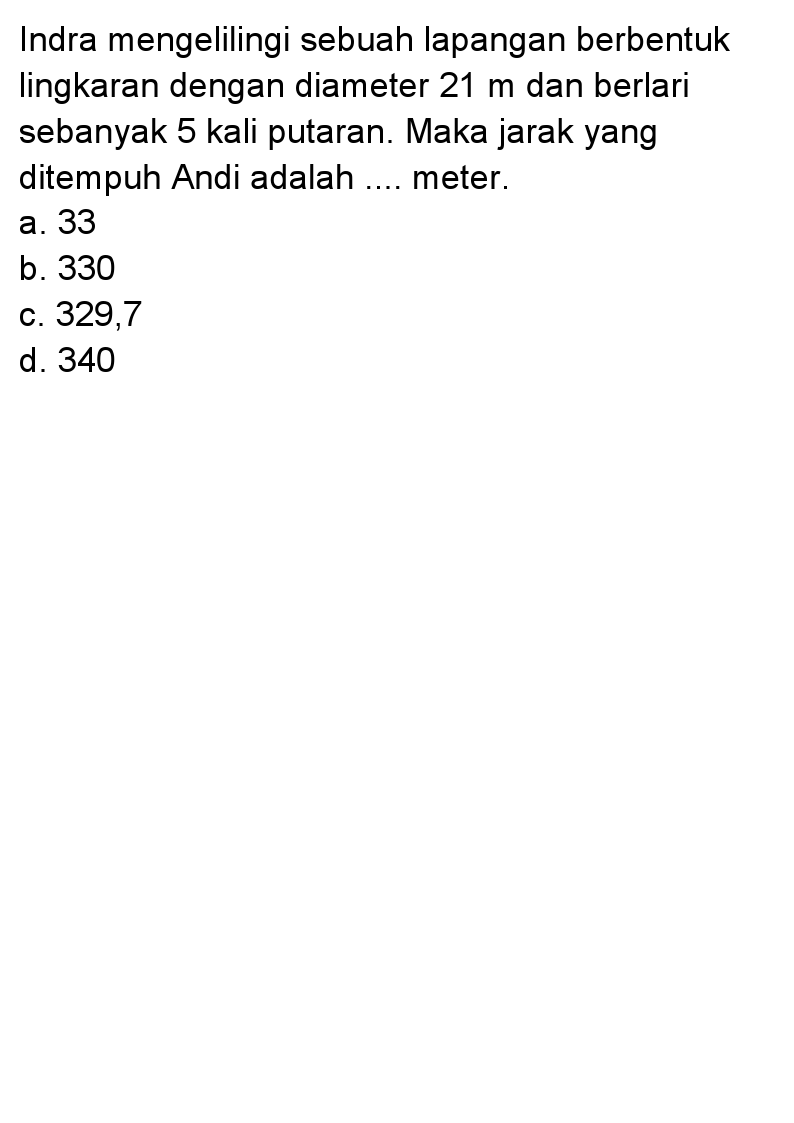 Indra mengelilingi sebuah lapangan berbentuk
lingkaran dengan diameter 21 m dan berlari
sebanyak 5 kali putaran. Maka jarak yang
ditempuh Andi adalah .... meter.
a. 33
b. 330
c. 329,7
d. 340